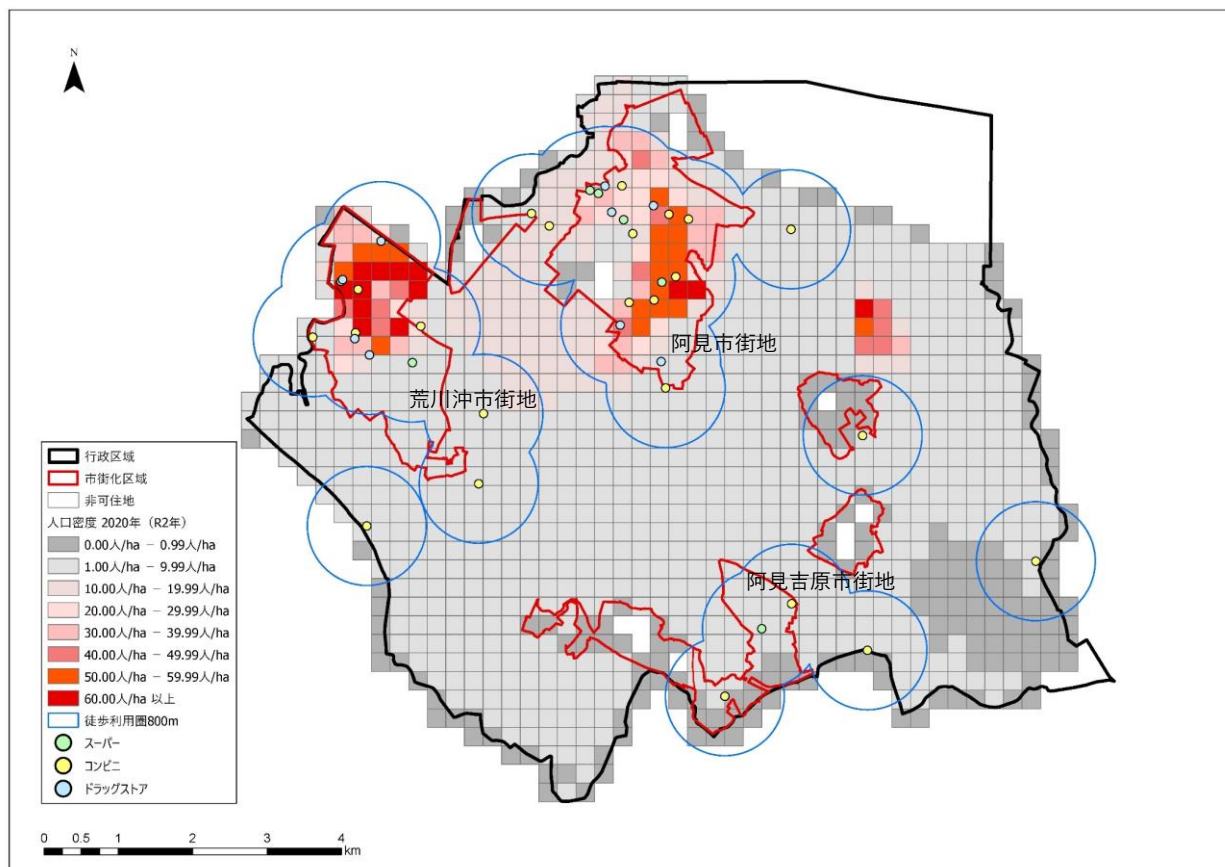 N
阿見市街地
荒川沖市街地
阿見吉原市街地
行政区域
市街化区域
非可住地
人口密度 2020年（R2年）
0.00人/ha － 0.99人/ha
1.00人/ha － 9.99人/ha
10.00人/ha － 19.99人/ha
20.00人/ha － 29.99人/ha
30.00人/ha － 39.99人/ha
40.00人/ha － 49.99人/ha
50.00人/ha － 59.99人/ha
60.00人/ha 以上
徒歩利用圏800m
スーパー
コンビニ
ドラッグストア
0 0.5 1 2 3 4
km